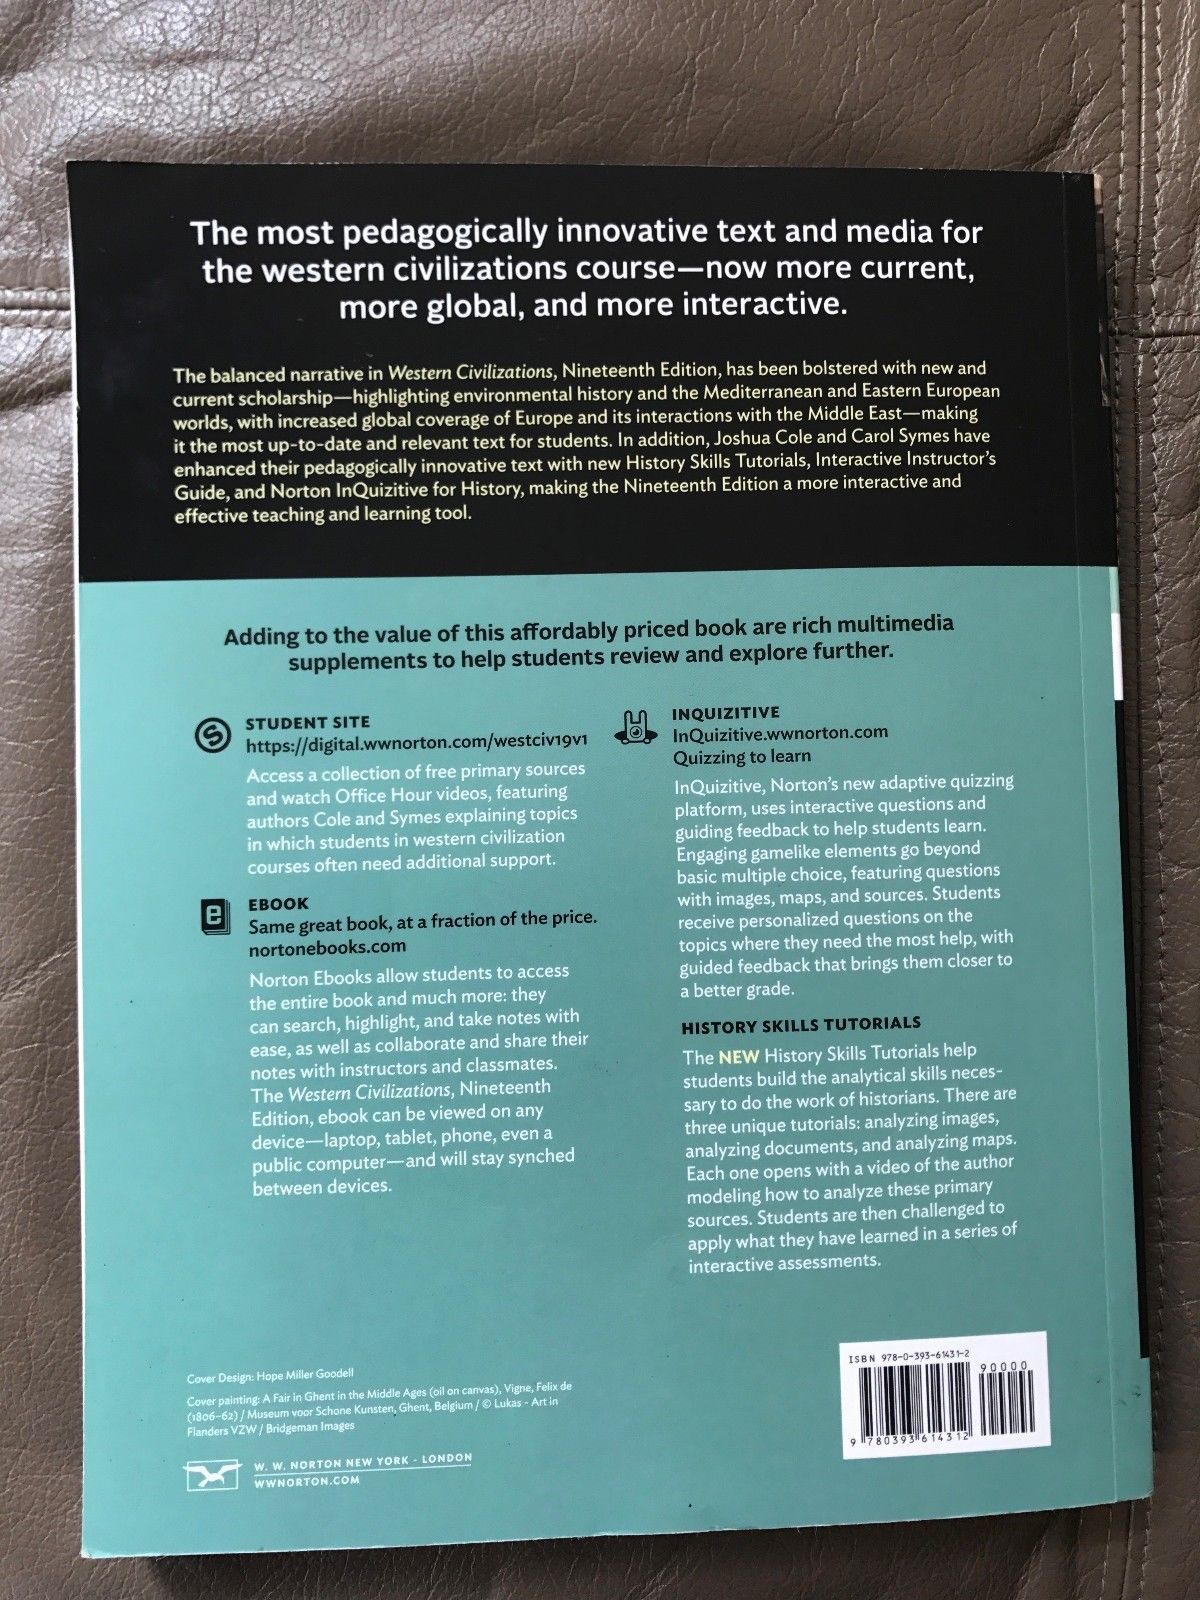 The most pedagogically innovative text and media for
the western civilizations course—now more current,
more global, and more interactive.
The balanced narrative in Western Civilizations, Nineteenth Edition, has been bolstered with new and
current scholarship—highlighting environmental history and the Mediterranean and Eastern European
worlds, with increased global coverage of Europe and its interactions with the Middle East—making
it the most up-to-date and relevant text for students. In addition, Joshua Cole and Carol Symes have
enhanced their pedagogically innovative text with new History Skills Tutorials, Interactive Instructor's
Guide, and Norton InQuizitive for History, making the Nineteenth Edition a more interactive and
effective teaching and learning tool.
Adding to the value of this affordably priced book are rich multimedia
supplements to help students review and explore further.
S
STUDENT SITE
https://digital.wwnorton.com/westciv19v1
Access a collection of free primary sources
and watch Office Hour videos, featuring
authors Cole and Symes explaining topics
in which students in western civilization
courses often need additional support.
e
EBOOK
Same great book, at a fraction of the price.
nortonebooks.com
Norton Ebooks allow students to access
the entire book and much more: they
can search, highlight, and take notes with
ease, as well as collaborate and share their
notes with instructors and classmates.
The Western Civilizations, Nineteenth
Edition, ebook can be viewed on any
device—laptop, tablet, phone, even a
public computer—and will stay synched
between devices.
INQUIZITIVE
InQuizitive.wwnorton.com
Quizzing to learn
InQuizitive, Norton's new adaptive quizzing
platform, uses interactive questions and
guiding feedback to help students learn.
Engaging gamelike elements go beyond
basic multiple choice, featuring questions
with images, maps, and sources. Students
receive personalized questions on the
topics where they need the most help, with
guided feedback that brings them closer to
a better grade.
HISTORY SKILLS TUTORIALS
The NEW History Skills Tutorials help
students build the analytical skills neces-
sary to do the work of historians. There are
three unique tutorials: analyzing images,
analyzing documents, and analyzing maps.
Each one opens with a video of the author
modeling how to analyze these primary
sources. Students are then challenged to
apply what they have learned in a series of
interactive assessments.
Cover Design: Hope Miller Goodell
Cover painting: A Fair in Ghent in the Middle Ages (oil on canvas), Vigne, Felix de
(1806-62) / Museum voor Schone Kunsten, Ghent, Belgium / © Lukas - Art in
Flanders VZW / Bridgeman Images
W. W. NORTON NEW YORK - LONDON
WWNORTON.COM
ISBN 978-0-393-61431-2
90000
9 780393 614312